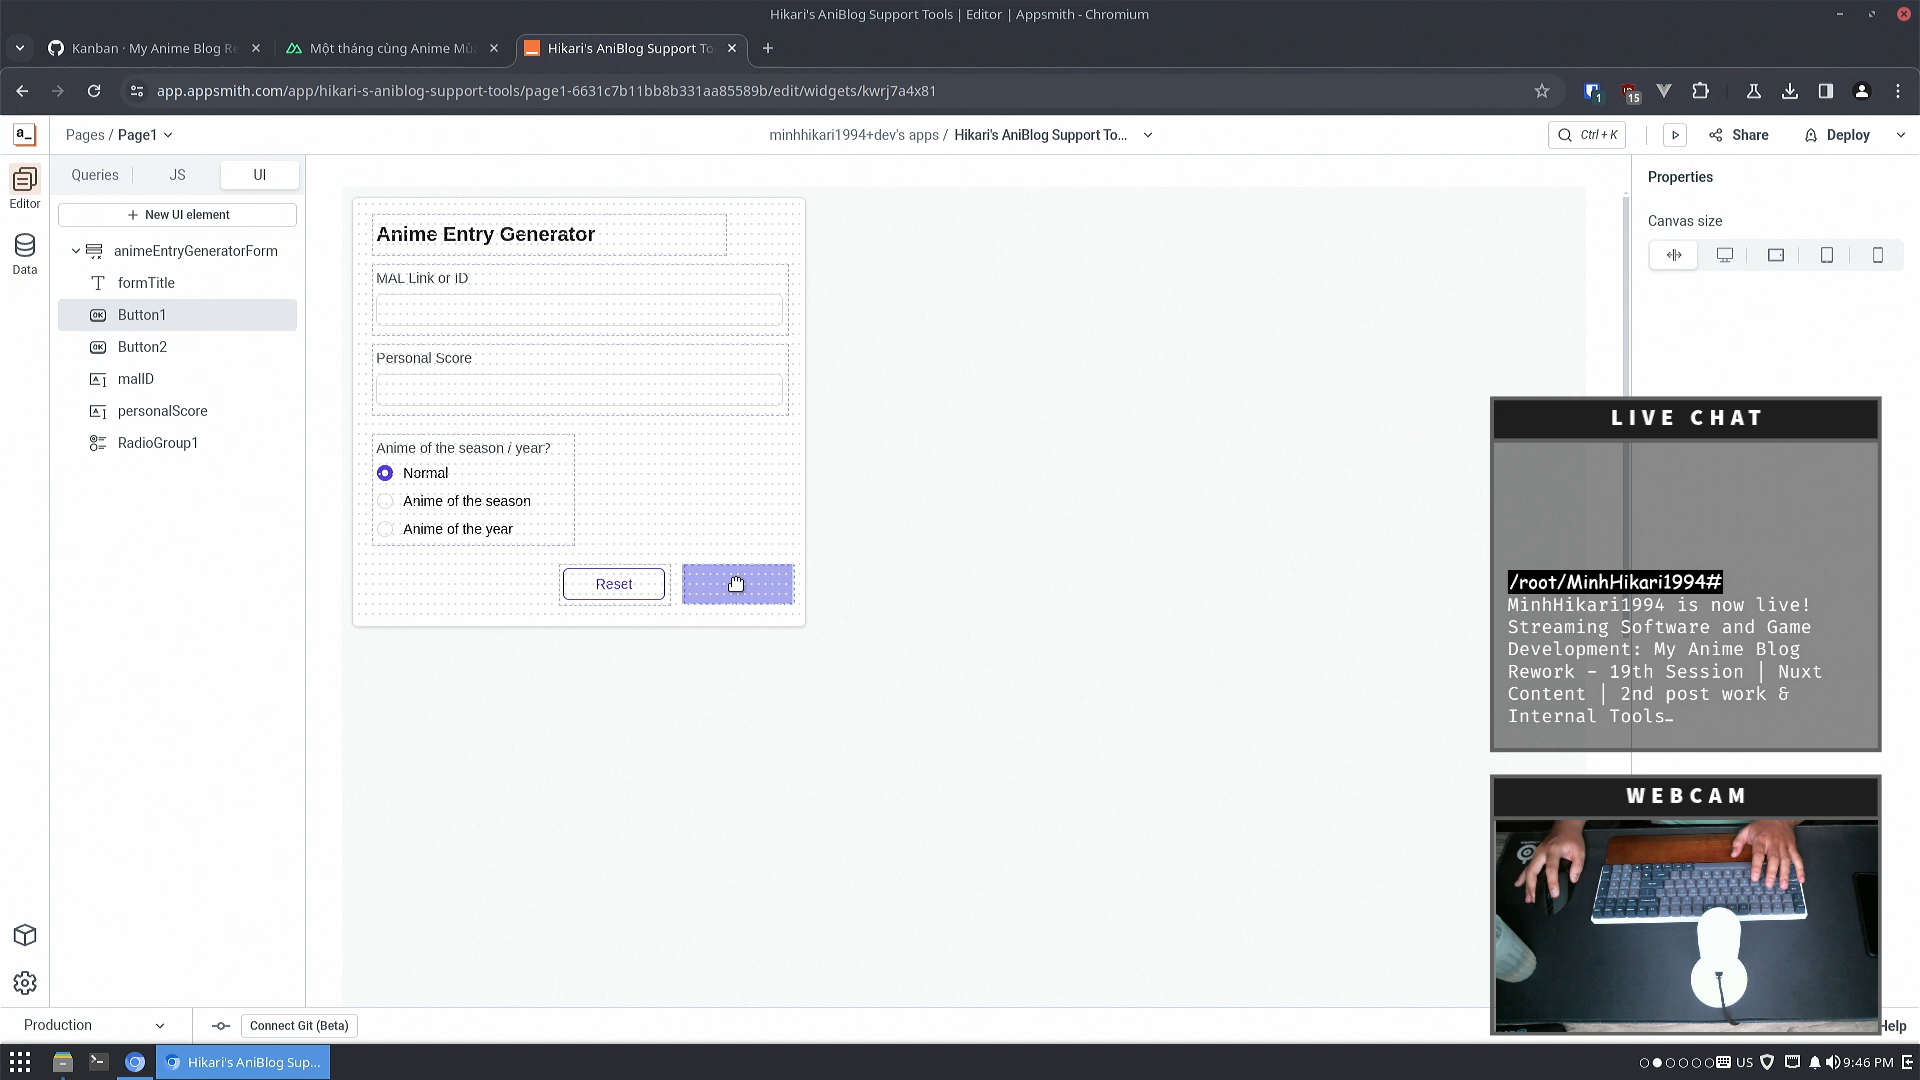 Hikari's AniBlog Support Tools | Editor | Appsmith - Chromium
Kanban · My Anime Blog Re
Một tháng cùng Anime Mù
Hikari's AniBlog Support To
app.appsmith.com/app/hikari-s-aniblog-support-tools/page1-6631c7b11bb8b331aa85589b/edit/widgets/kwrj7a4x81
1
15
a_
Pages / Page1
minhhikari1994+dev's apps / Hikari's AniBlog Support To...
Ctrl + K
Share
Deploy
Editor
Data
Queries
JS
UI
New UI element
animeEntryGeneratorForm
formTitle
Button1
Button2
malID
personalScore
RadioGroup1
Anime Entry Generator
MAL Link or ID
Personal Score
Anime of the season / year?
Normal
Anime of the season
Anime of the year
Reset
Properties
Canvas size
LIVE CHAT
/root/MinhHikari1994#
MinhHikari1994 is now live!
Streaming Software and Game
Development: My Anime Blog
Rework - 19th Session | Nuxt
Content | 2nd post work &
Internal Tools_
WEBCAM
Production
Connect Git (Beta)
Help
Hikari's AniBlog Sup...
US
9:46 PM